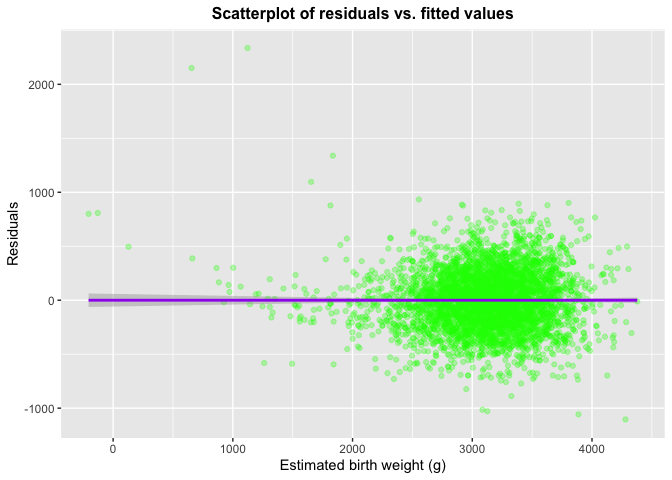 Scatterplot of residuals vs. fitted values
2000
1000
0
-1000
Residuals
0 1000 2000 3000 4000
Estimated birth weight (g)